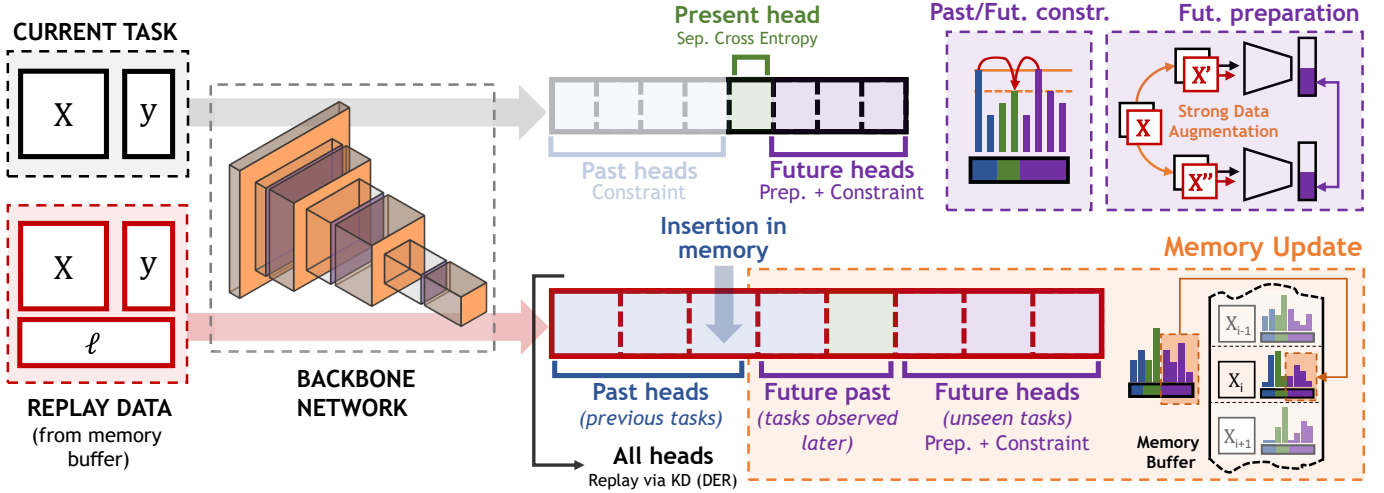 CURRENT TASK
X
y
X
y
ℓ
REPLAY DATA
(from memory
buffer)
BACKBONE
NETWORK
Present head
Sep. Cross Entropy
Past heads
Constraint
Future heads
Prep. + Constraint
Past/Fut. constr.
Fut. preparation
X
X'
X''
Strong Data
Augmentation
Insertion in
memory
Past heads
(previous tasks)
Future past
(tasks observed
later)
Future heads
(unseen tasks)
Prep. + Constraint
All heads
Replay via KD (DER)
Memory Update
Xi-1
Xi
Xi+1
Memory
Buffer